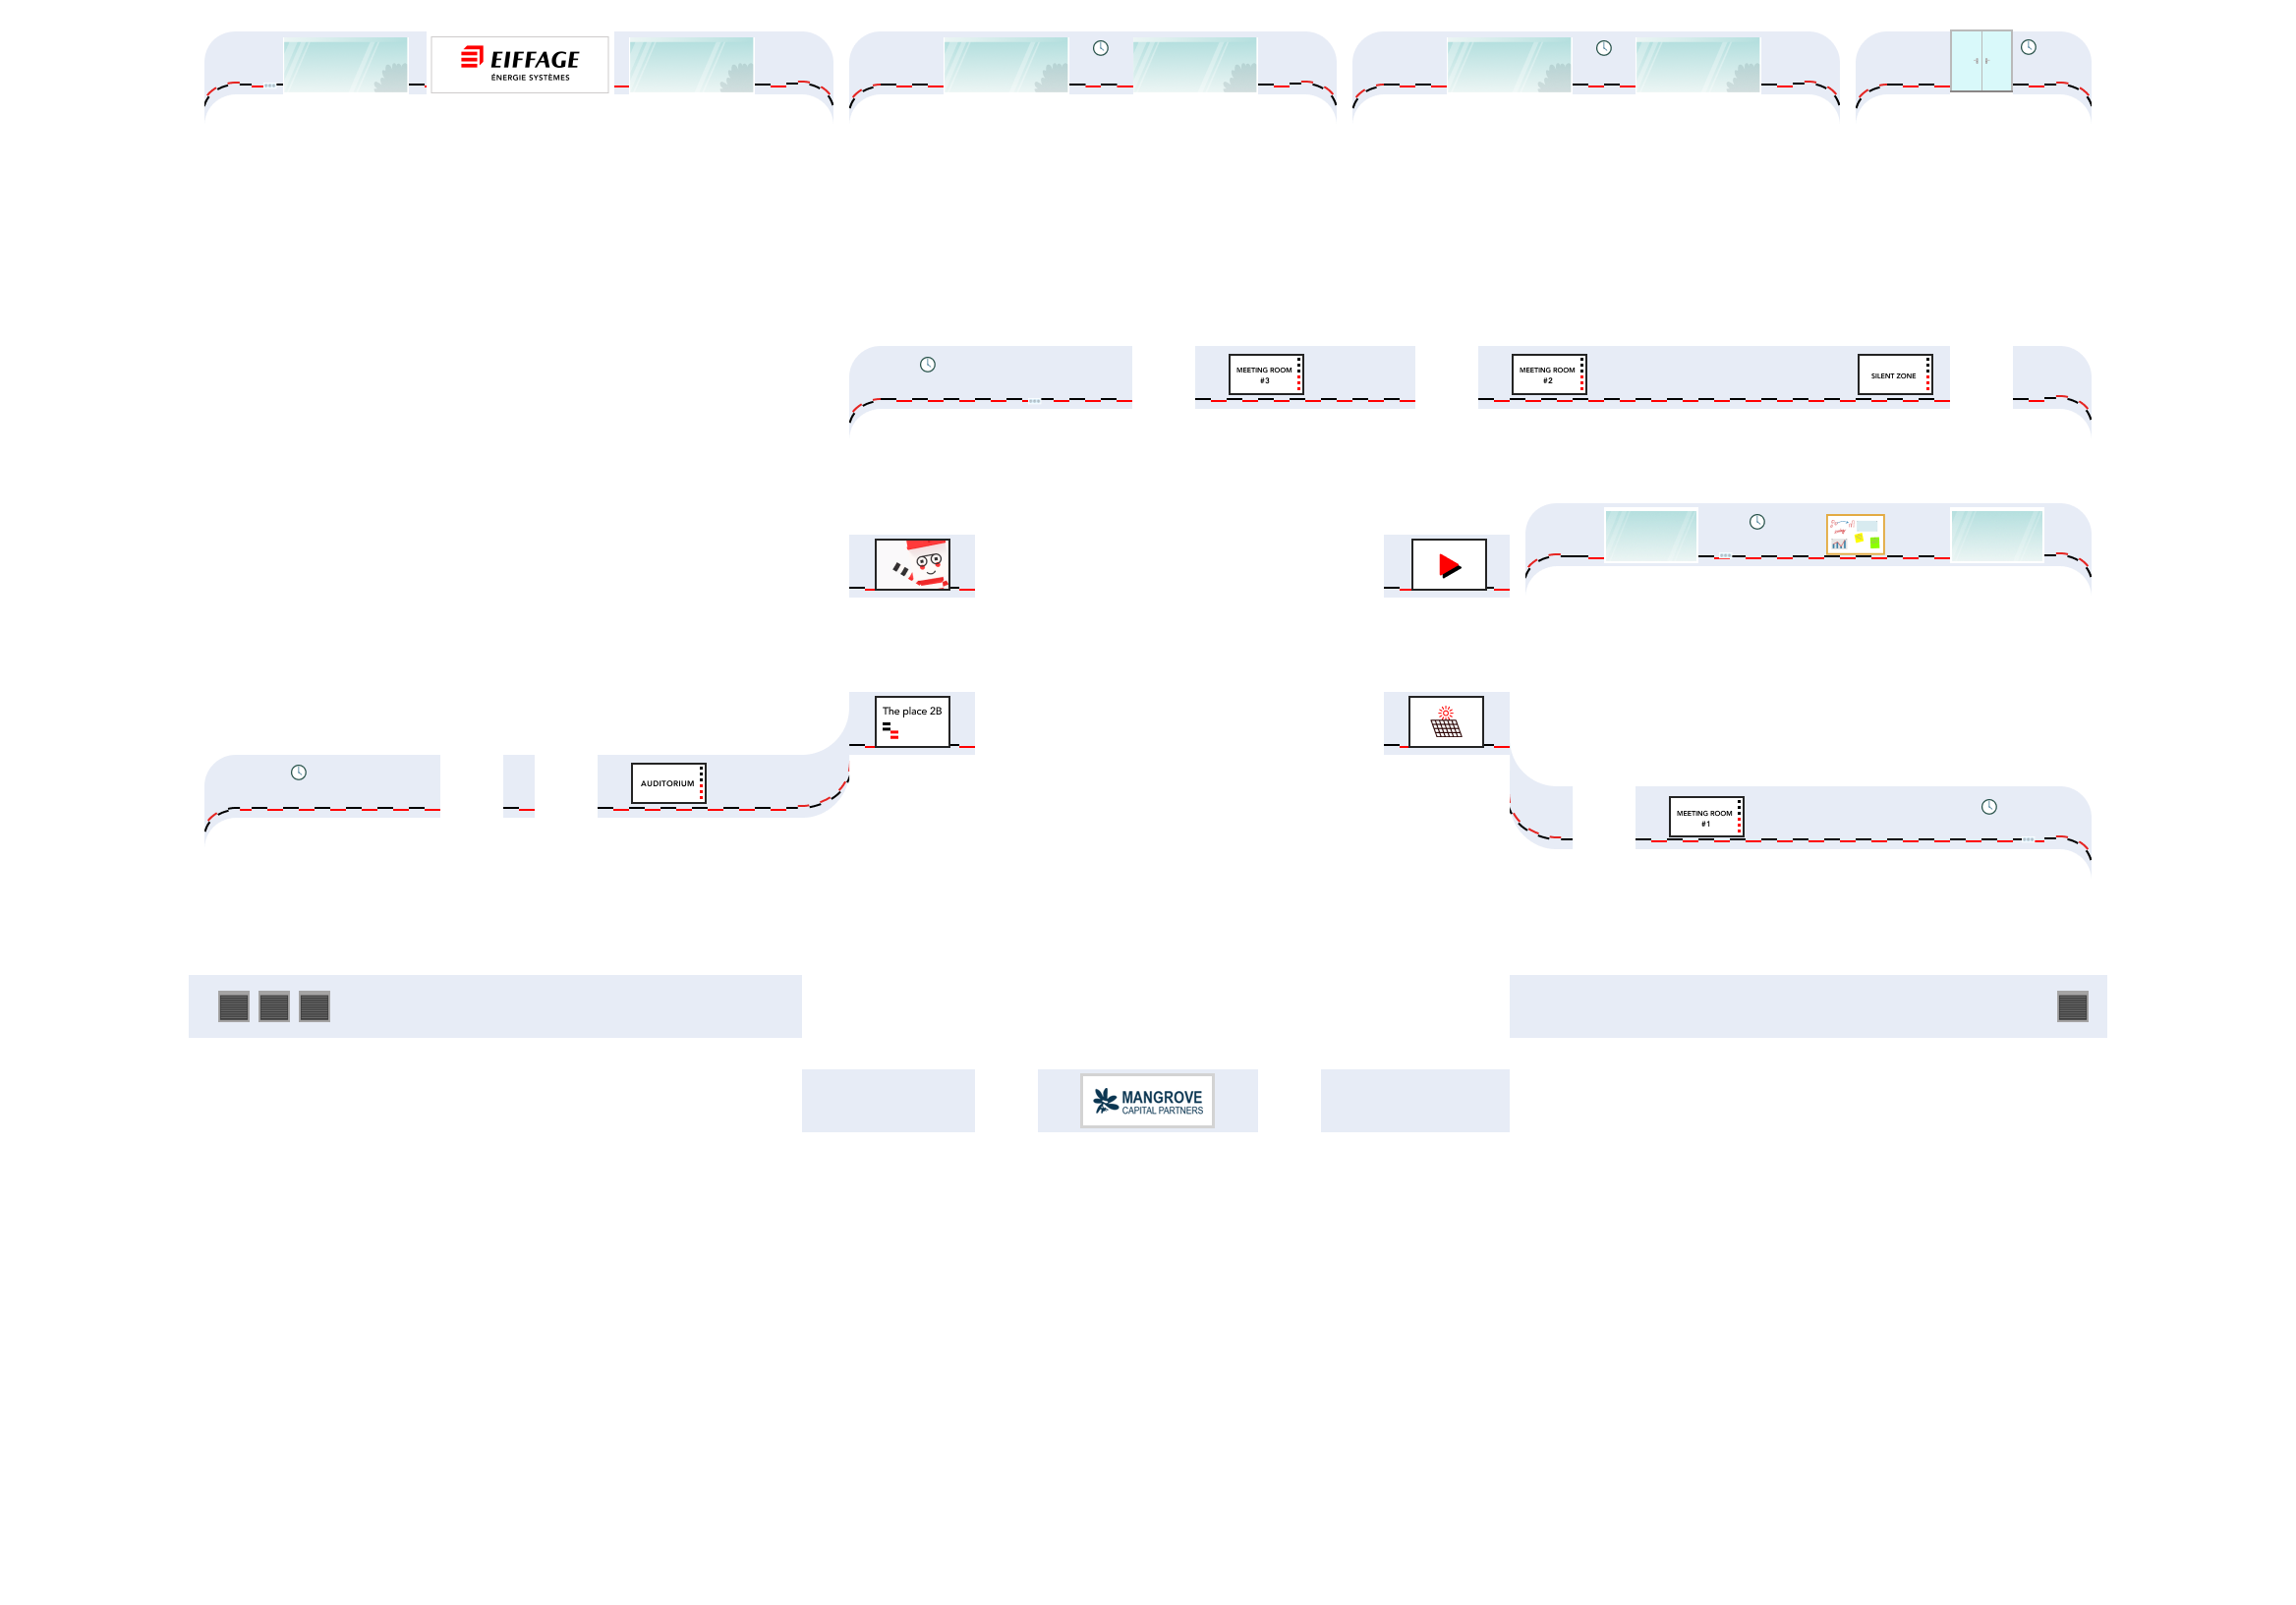 EIFFAGE
ÉNERGIE SYSTÈMES
MEETING ROOM
#3
MEETING ROOM
#2
SILENT ZONE
The place 2B
AUDITORIUM
MEETING ROOM
#1
MANGROVE
CAPITAL PARTNERS